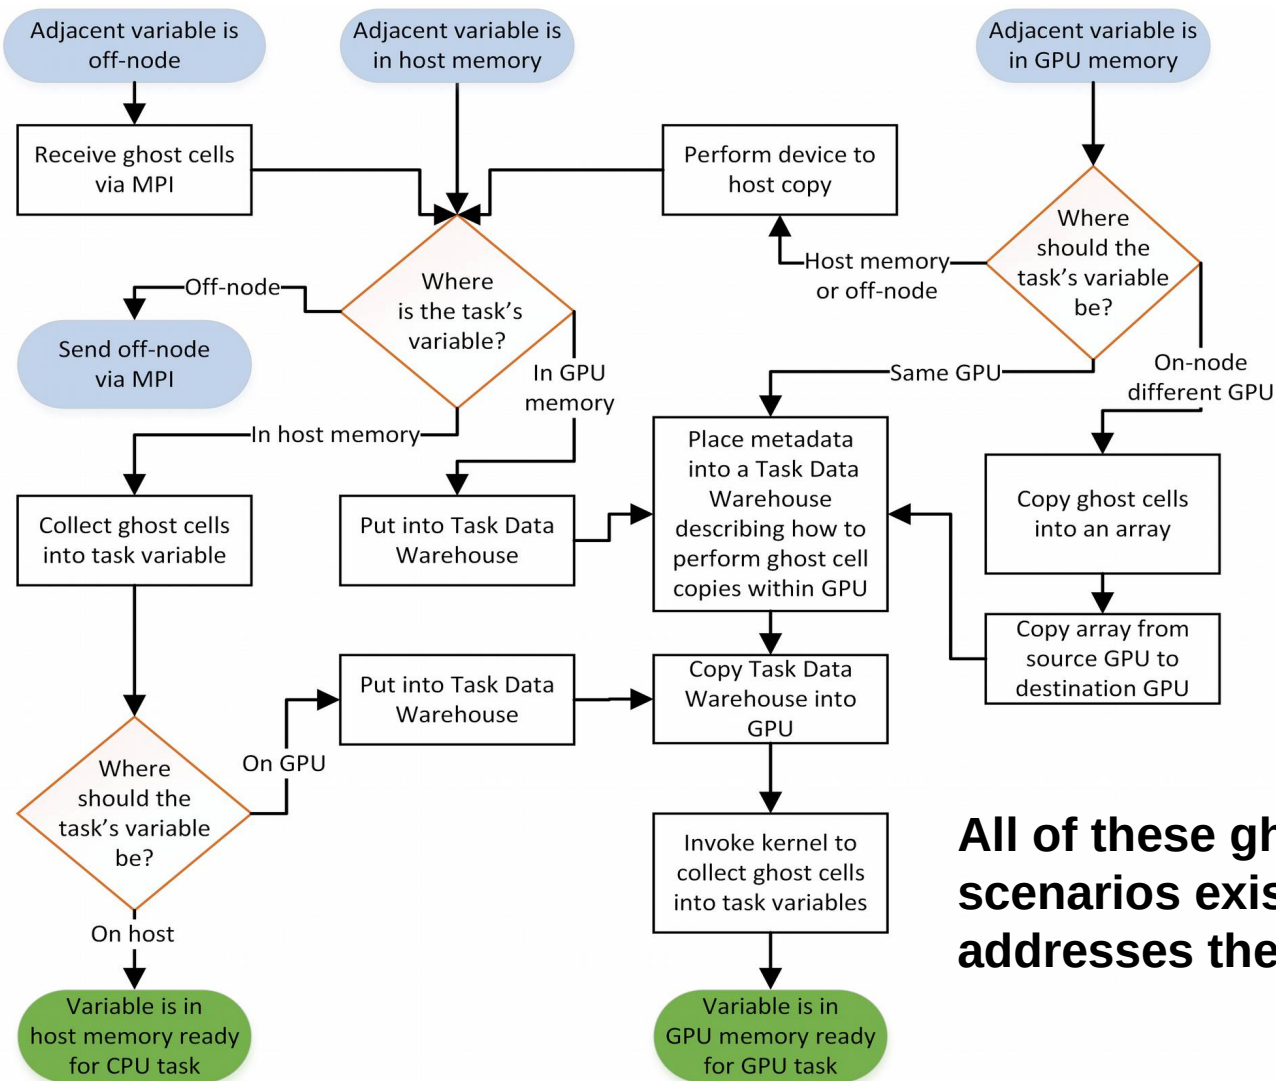 Adjacent variable is
off-node
Adjacent variable is
in host memory
Adjacent variable is
in GPU memory
Receive ghost cells
via MPI
Perform device to
host copy
Where
should the
task's variable
be?
Host memory
or off-node
Off-node
Where
is the task's
variable?
Send off-node
via MPI
In GPU
memory
Same GPU
On-node
different GPU
In host memory
Place metadata
into a Task Data
Warehouse
describing how to
perform ghost cell
copies within GPU
Collect ghost cells
into task variable
Put into Task Data
Warehouse
Copy ghost cells
into an array
Copy array from
source GPU to
destination GPU
Put into Task Data
Warehouse
Copy Task Data
Warehouse into
GPU
On GPU
Where
should the
task's variable
be?
Invoke kernel to
collect ghost cells
into task variables
All of these
scenarios
addresses
On host
Variable is in
host memory ready
for CPU task
Variable is in
GPU memory ready
for GPU task